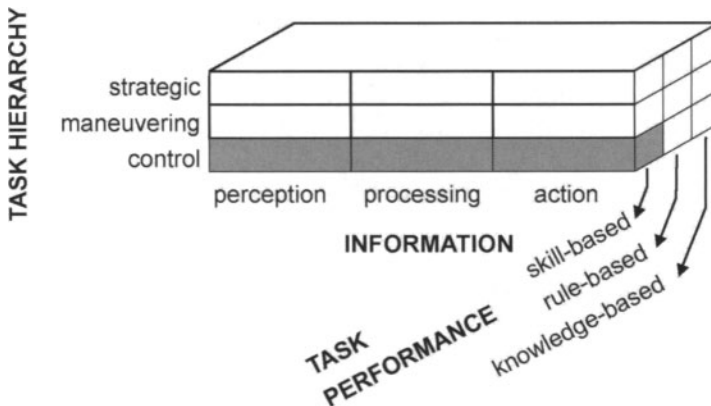 TASK HIERARCHY
strategic
maneuvering
control
perception processing action
INFORMATION
skill-based
rule-based
knowledge-based
TASK
PERFORMANCE